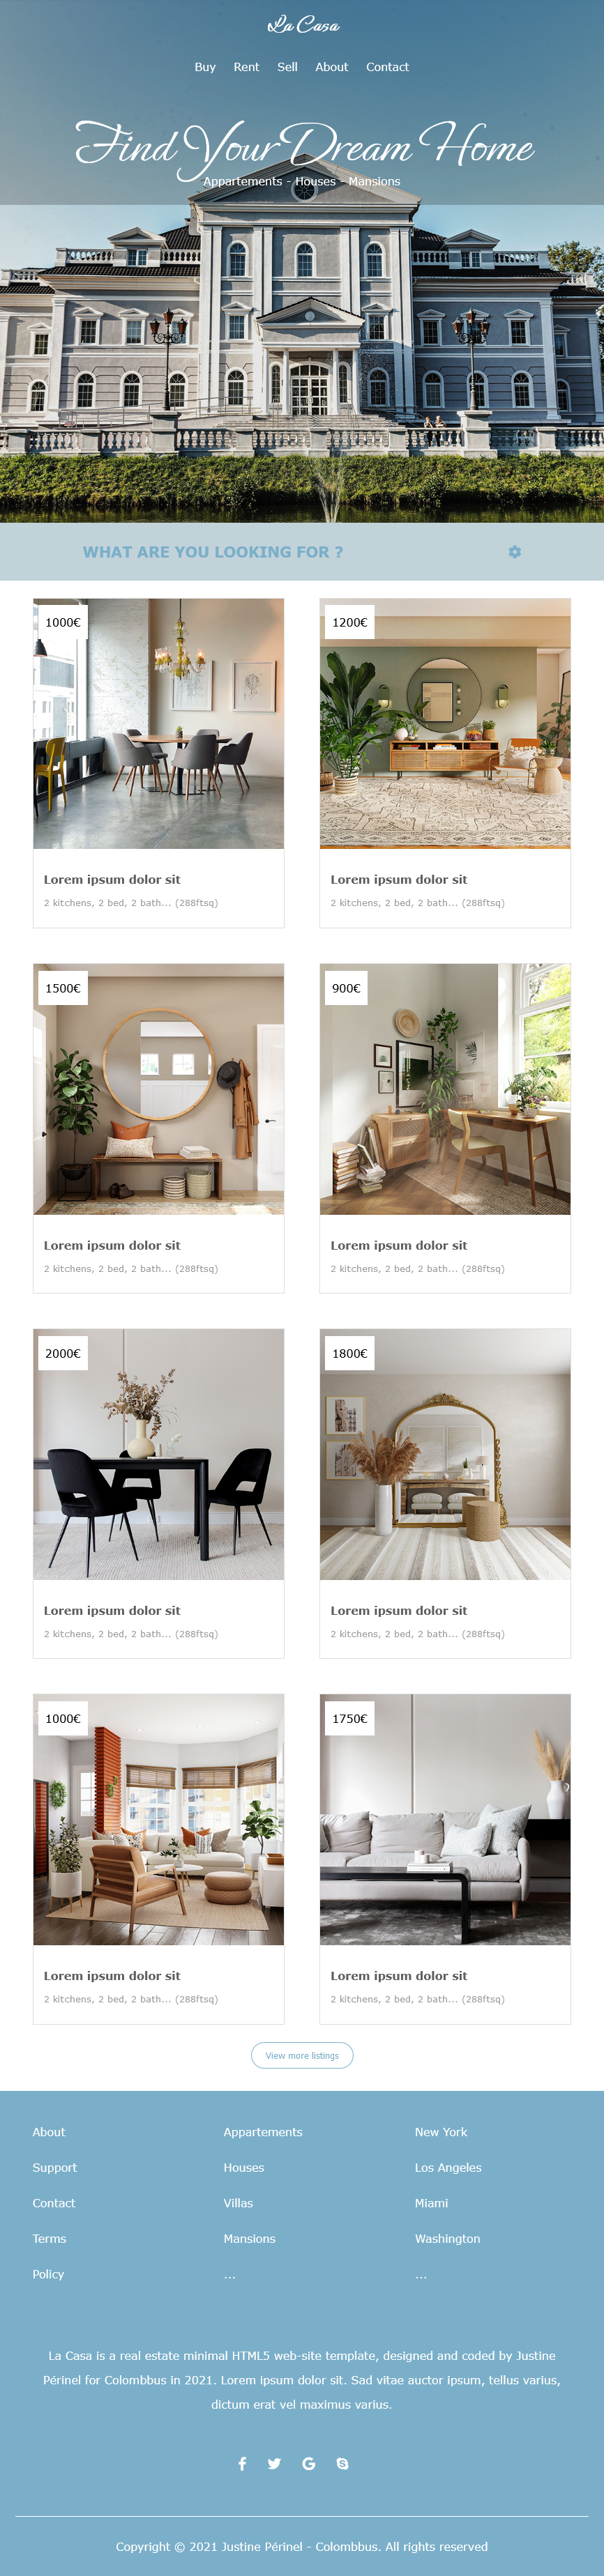 La Casa
Buy Rent Sell About Contact
Find Your Dream Home
Appartements - Houses - Mansions
WHAT ARE YOU LOOKING FOR ?
1000€
Lorem ipsum dolor sit
2 kitchens, 2 bed, 2 bath... (288ftsq)
1200€
Lorem ipsum dolor sit
2 kitchens, 2 bed, 2 bath... (288ftsq)
1500€
Lorem ipsum dolor sit
2 kitchens, 2 bed, 2 bath... (288ftsq)
900€
Lorem ipsum dolor sit
2 kitchens, 2 bed, 2 bath... (288ftsq)
2000€
Lorem ipsum dolor sit
2 kitchens, 2 bed, 2 bath... (288ftsq)
1800€
Lorem ipsum dolor sit
2 kitchens, 2 bed, 2 bath... (288ftsq)
1000€
Lorem ipsum dolor sit
2 kitchens, 2 bed, 2 bath... (288ftsq)
1750€
Lorem ipsum dolor sit
2 kitchens, 2 bed, 2 bath... (288ftsq)
View more listings
About
Support
Contact
Terms
Policy
Appartements
Houses
Villas
Mansions
...
New York
Los Angeles
Miami
Washington
...
La Casa is a real estate minimal HTML5 web-site template, designed and coded by Justine
Périnel for Colombbus in 2021. Lorem ipsum dolor sit. Sad vitae auctor ipsum, tellus varius,
dictum erat vel maximus varius.
Copyright © 2021 Justine Périnel - Colombbus. All rights reserved